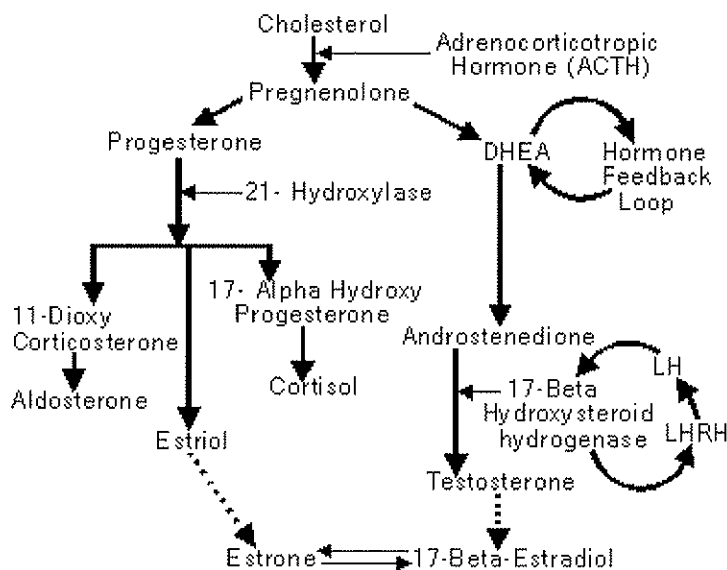 Cholesterol
Adrenocorticotropic
Hormone (ACTH)
Pregnenolone
Progesterone
DHEA
Hormone
Feedback
Loop
21- Hydroxylase
11-Dioxy
Corticosterone
17- Alpha Hydroxy
Progesterone
Androstenedione
Aldosterone
Cortisol
LH
17-Beta
Hydroxysteroid
hydrogenase
LHRH
Estriol
Testosterone
Estrone
17-Beta-Estradiol